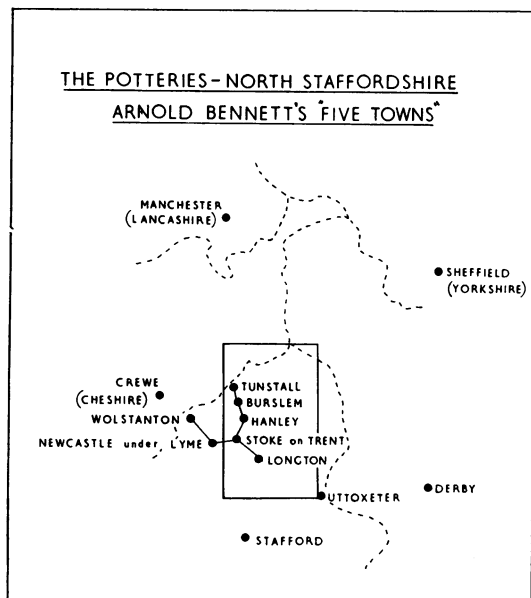 THE POTTERIES - NORTH STAFFORDSHIRE
ARNOLD BENNETT'S "FIVE TOWNS"
MANCHESTER
(LANCASHIRE)
SHEFFIELD
(YORKSHIRE)
CREWE
(CHESHIRE)
TUNSTALL
BURSLEM
WOLSTANTON
HANLEY
NEWCASTLE under LYME
STOKE on TRENT
LONGTON
UTTOXETER
DERBY
STAFFORD